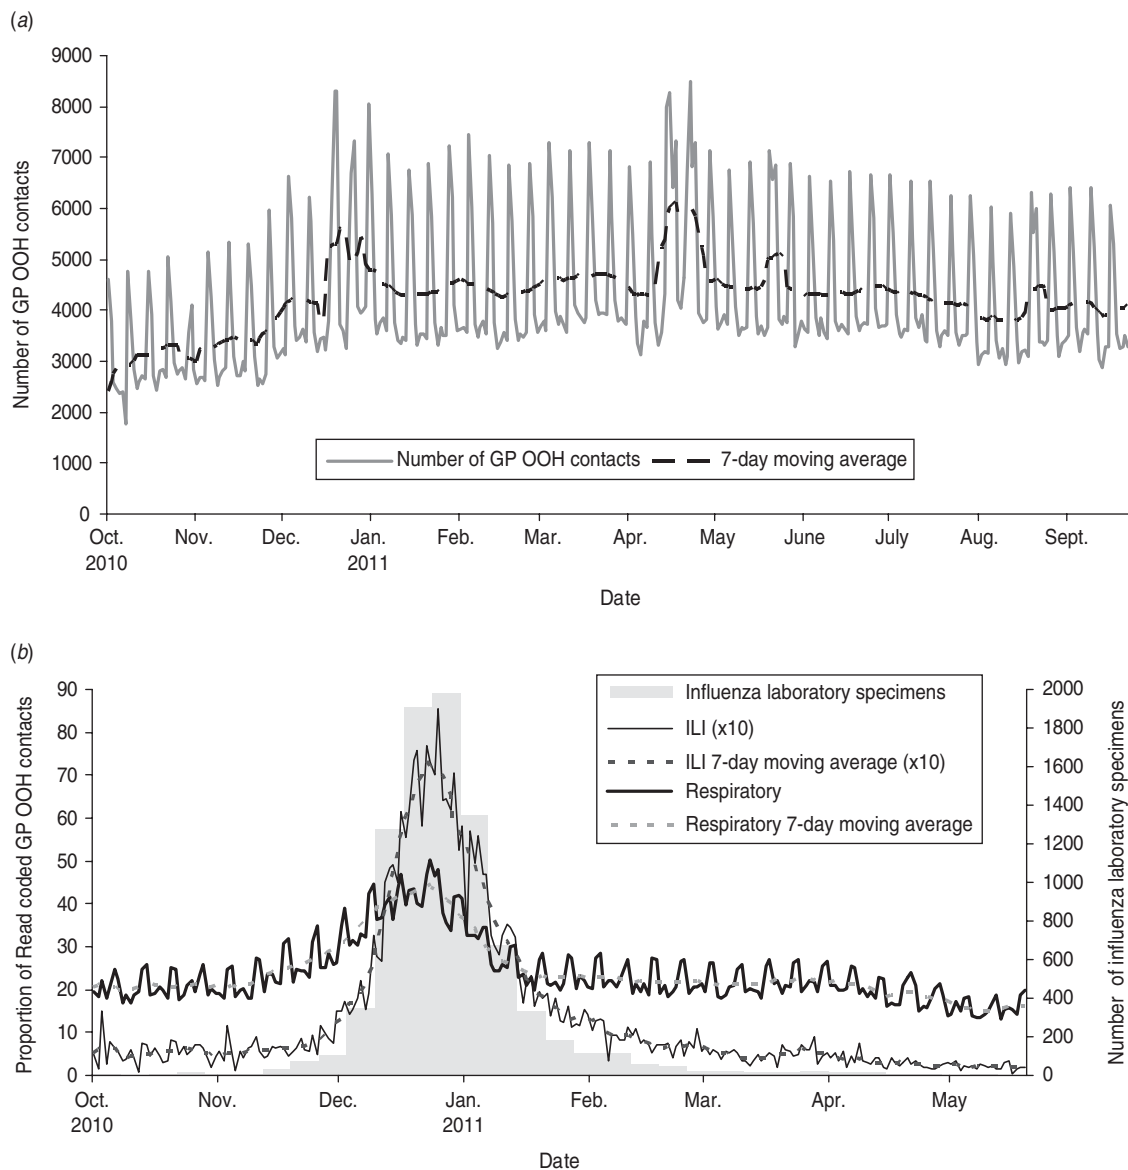 (a)
9000
8000
7000
6000
5000
4000
3000
2000
1000
0
Number of GP OOH contacts
Number of GP OOH contacts 7-day moving average
Oct. Nov. Dec. Jan. Feb. Mar. Apr. May June July Aug. Sept.
2010 2011
Date
(b)
90
80
70
60
50
40
30
20
10
0
Proportion of Read coded GP OOH contacts
Influenza laboratory specimens
ILI (x10)
ILI 7-day moving average (x10)
Respiratory
Respiratory 7-day moving average
2000
1800
1600
1400
1200
1000
800
600
400
200
0
Number of influenza laboratory specimens
Oct. Nov. Dec. Jan. Feb. Mar. Apr. May
2010 2011
Date